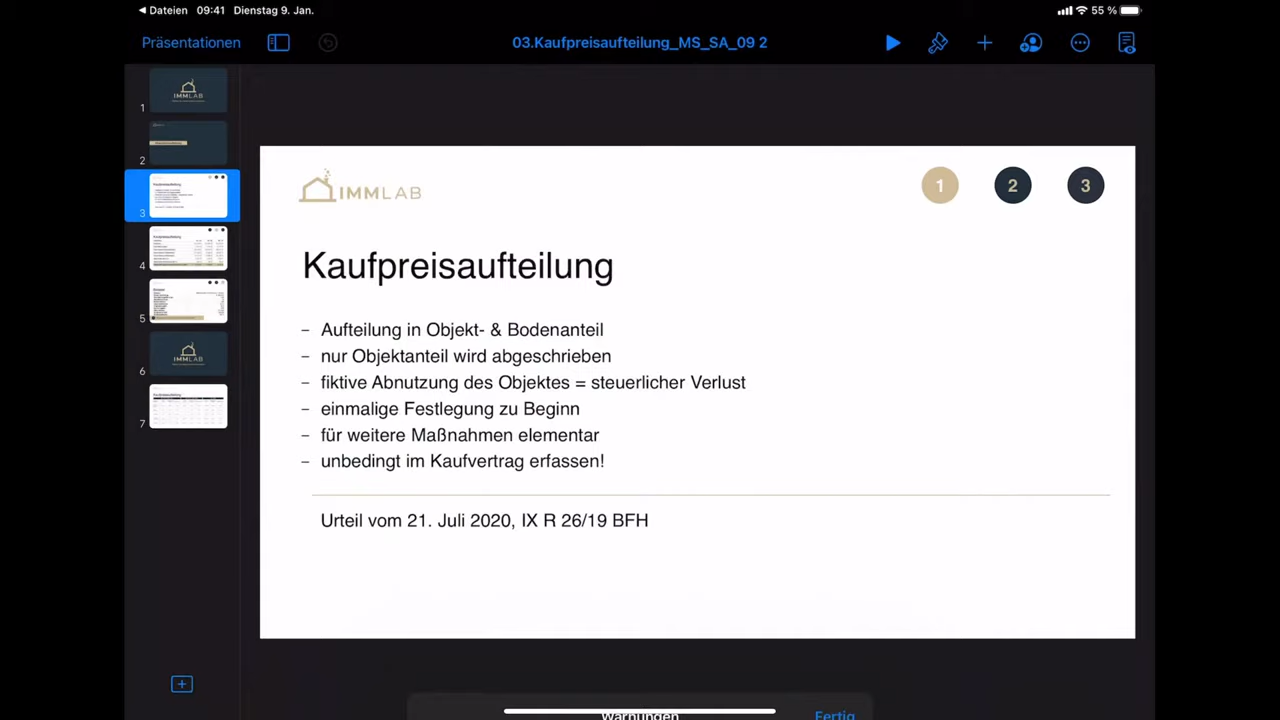 Dateien 09:41 Dienstag 9. Jan. 55 %
Präsentationen 03.Kaufpreisaufteilung_MS_SA_09 2
1
IMMLAB
2
3
4
5
6
IMMLAB
7
IMMLAB 1 2 3
Kaufpreisaufteilung
– Aufteilung in Objekt- & Bodenanteil
– nur Objektanteil wird abgeschrieben
– fiktive Abnutzung des Objektes = steuerlicher Verlust
– einmalige Festlegung zu Beginn
– für weitere Maßnahmen elementar
– unbedingt im Kaufvertrag erfassen!
Urteil vom 21. Juli 2020, IX R 26/19 BFH
Warnungen Fertig